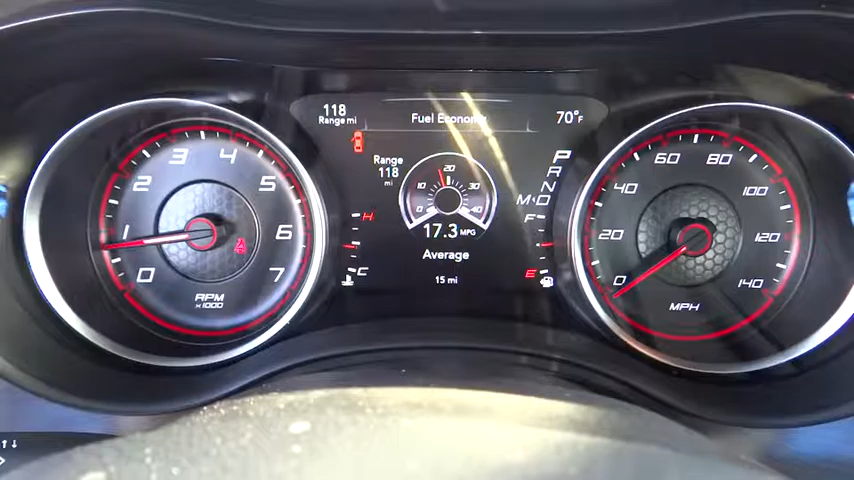 118
Range mi
Fuel Economy
70°F
Range
118
mi
0
10
20
30
40
17.3 MPG
Average
15 mi
H
C
P
R
N
M·D
F
E
0
1
2
3
4
5
6
7
RPM
x1000
0
20
40
60
80
100
120
140
MPH